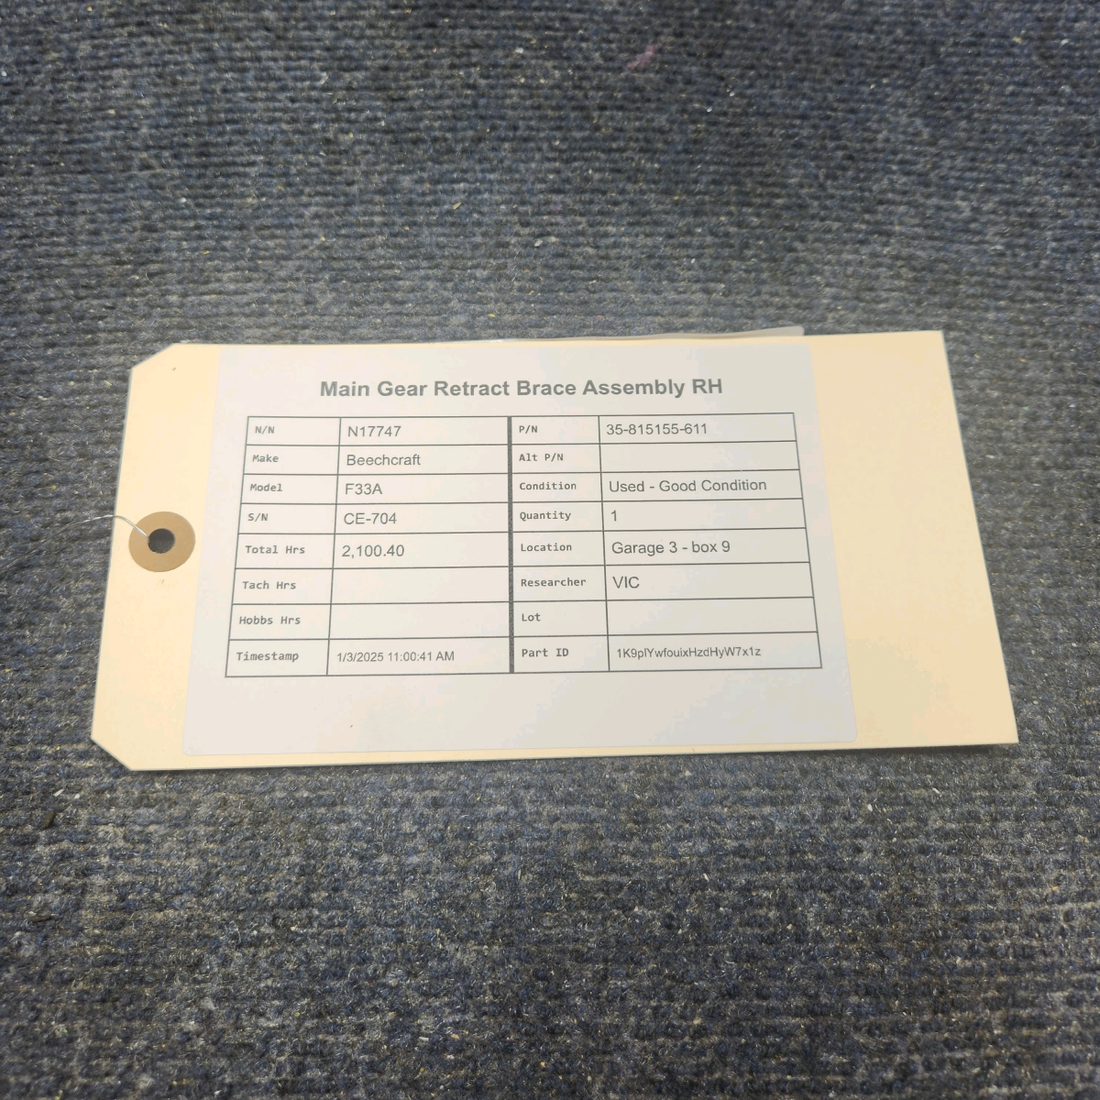 Main Gear Retract Brace Assembly RH
N/N N17747 P/N 35-815155-611
Make Beechcraft Alt P/N
Model F33A Condition Used - Good Condition
S/N CE-704 Quantity 1
Total Hrs 2,100.40 Location Garage 3 - box 9
Tach Hrs Researcher VIC
Hobbs Hrs Lot
Timestamp 1/3/2025 11:00:41 AM Part ID 1K9plYwfouixHzdHyW7x1z